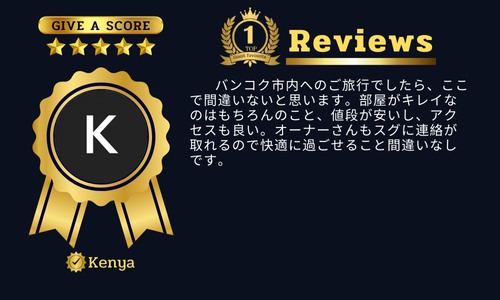 GIVE A SCORE
1
TOP
Reviews
バンコク市内へのご旅行でしたら、ここ
で間違いないと思います。部屋がキレイな
のはもちろんのこと、値段が安いし、アク
セスも良い。オーナーさんもスグに連絡が
取れるので快適に過ごせること間違いなし
です。
K
Kenya